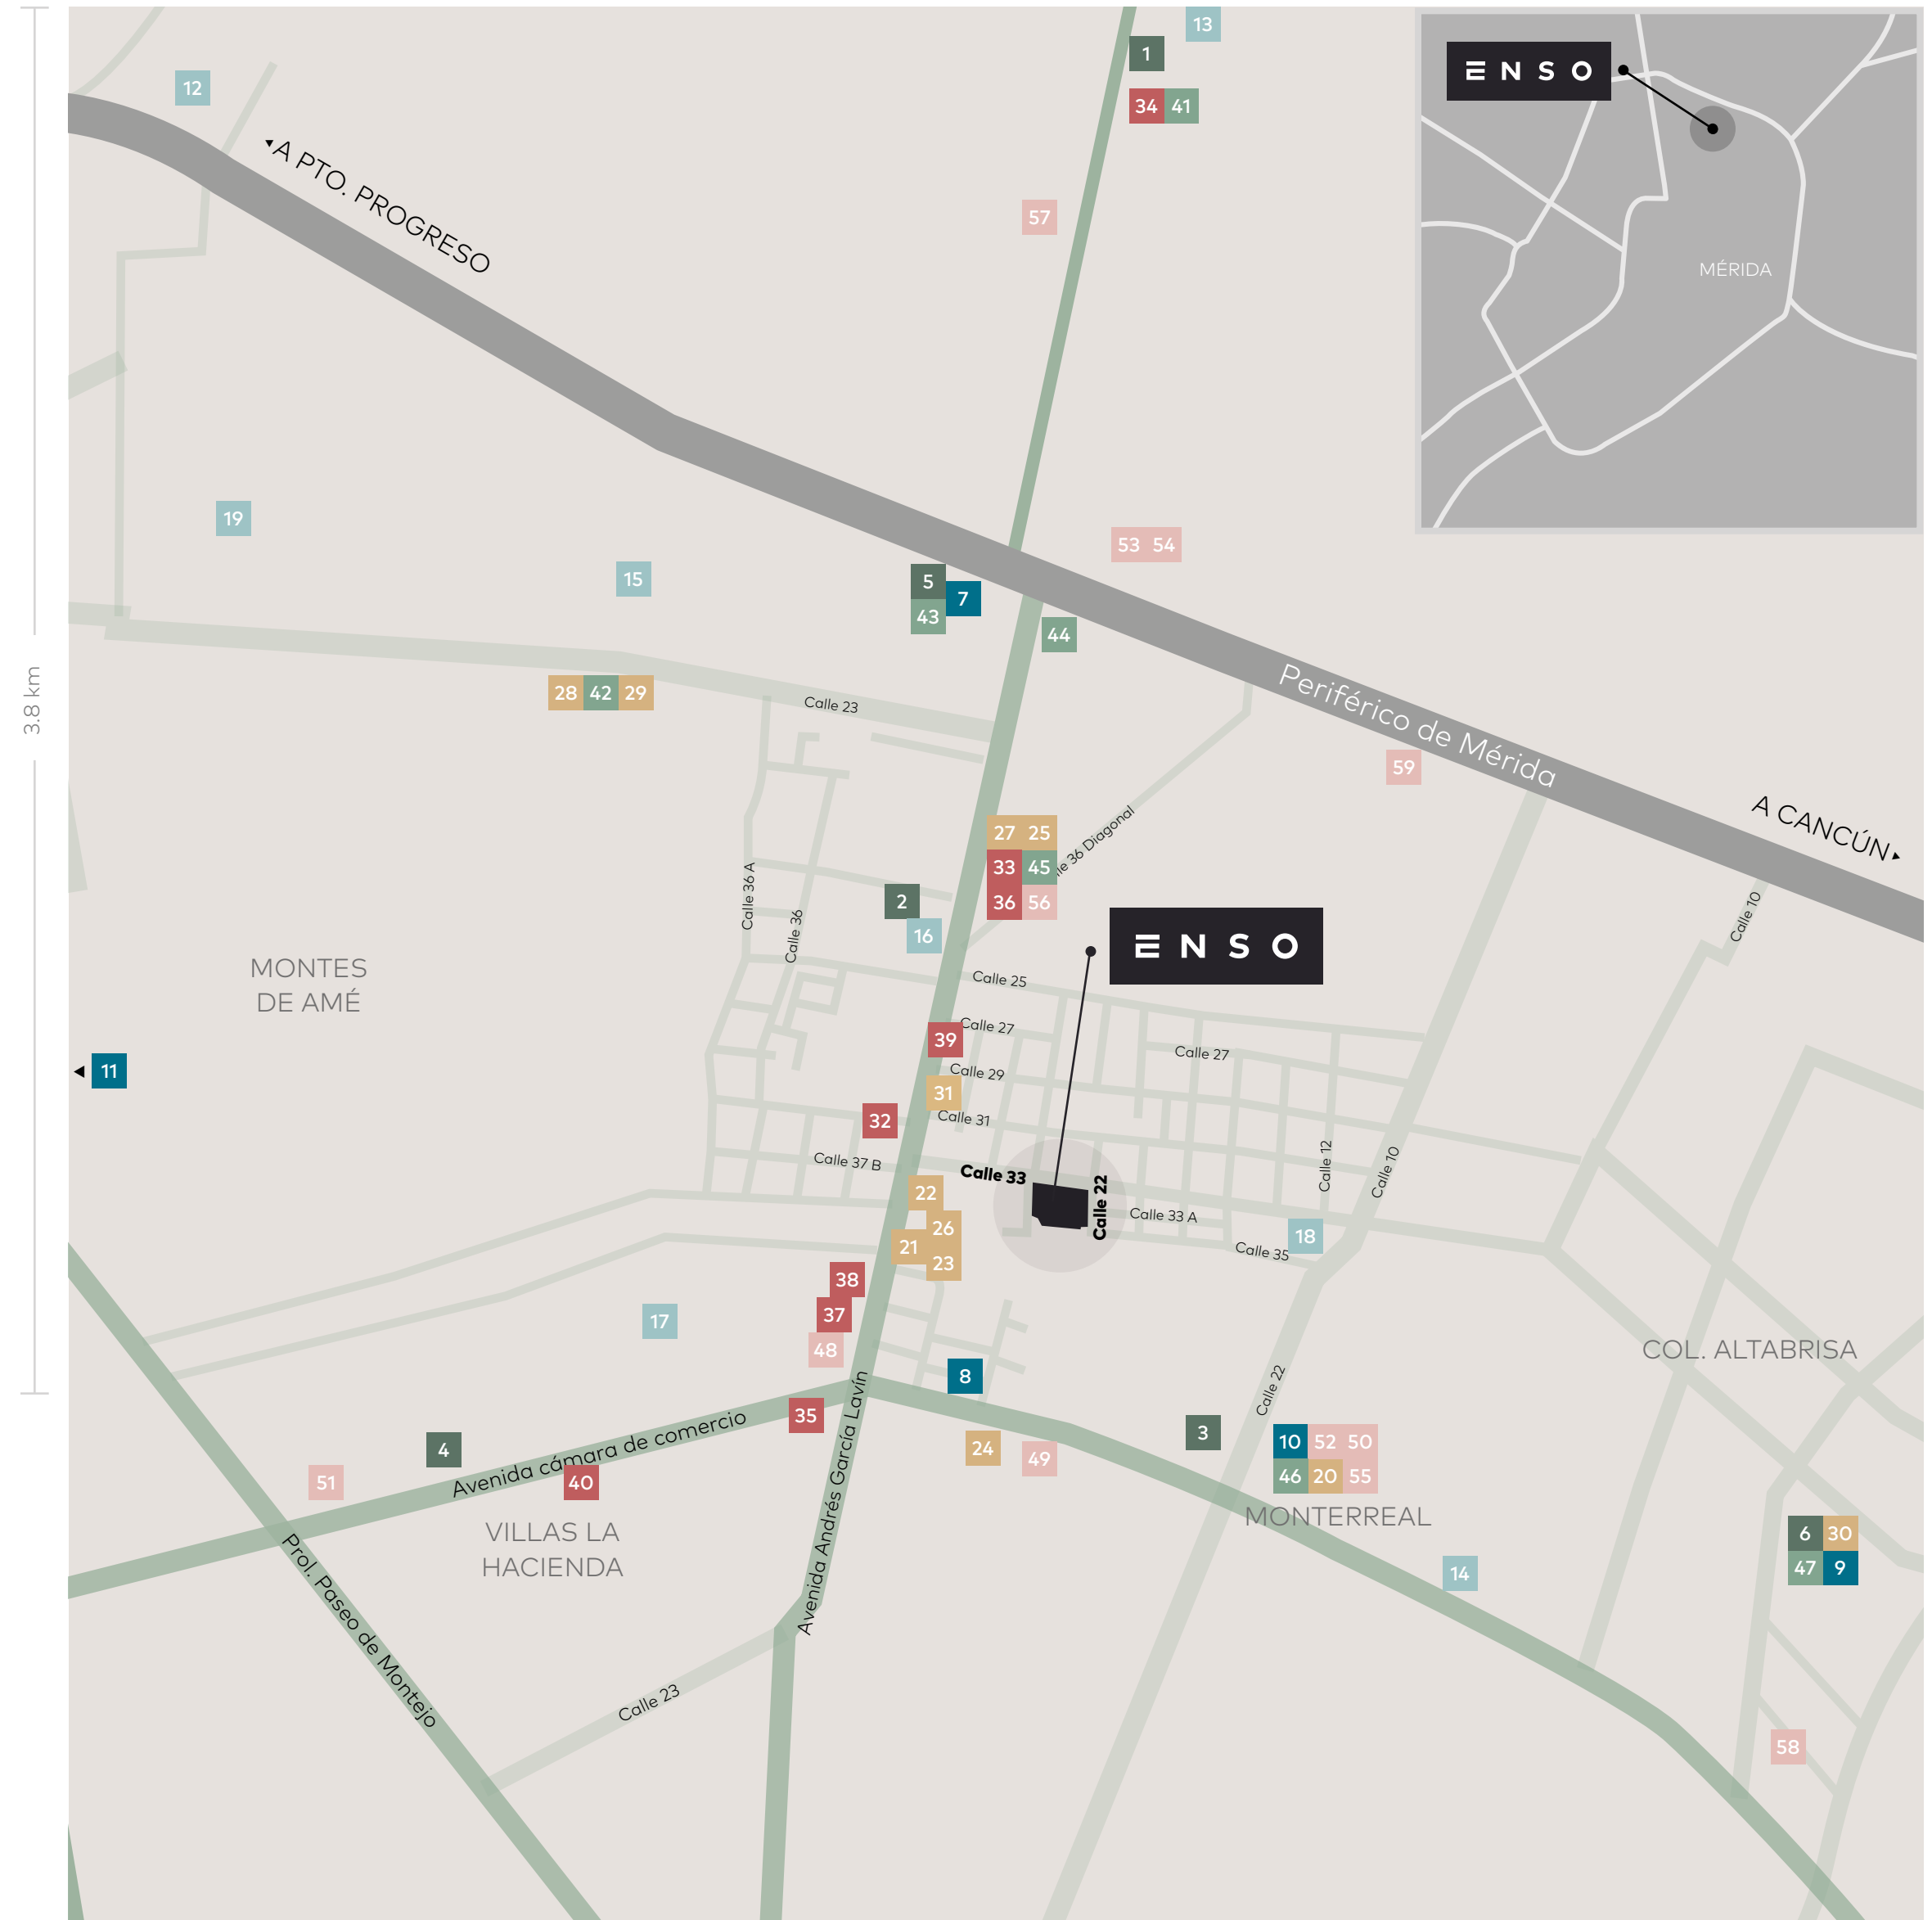 13
1
12
34 41
ENSO
A PTO. PROGRESO
57
MÉRIDA
19
53 54
15
5
7
43
44
3.8 km
28 42 29
Calle 23
Periférico de Mérida
59
A CANCÚN
27 25
Calle 36 A
Calle 36
33 45
36 56
2
16
Calle 10
ENSO
MONTES
DE AMÉ
Calle 25
Calle 27
39
Calle 27
11
Calle 29
31
32
Calle 31
Calle 37 B
Calle 33
Calle 22
Calle 12
Calle 10
22
Calle 33 A
26
21
23
18
Calle 35
38
37
17
48
COL. ALTABRISA
8
Calle 22
35
Avenida cámara de comercio
4
51
40
24
49
3
10 52 50
46 20 55
MONTERREAL
Avenida Andrés García Lavín
VILLAS LA
HACIENDA
6 30
47 9
14
Prol. Paseo de Montejo
Calle 23
58